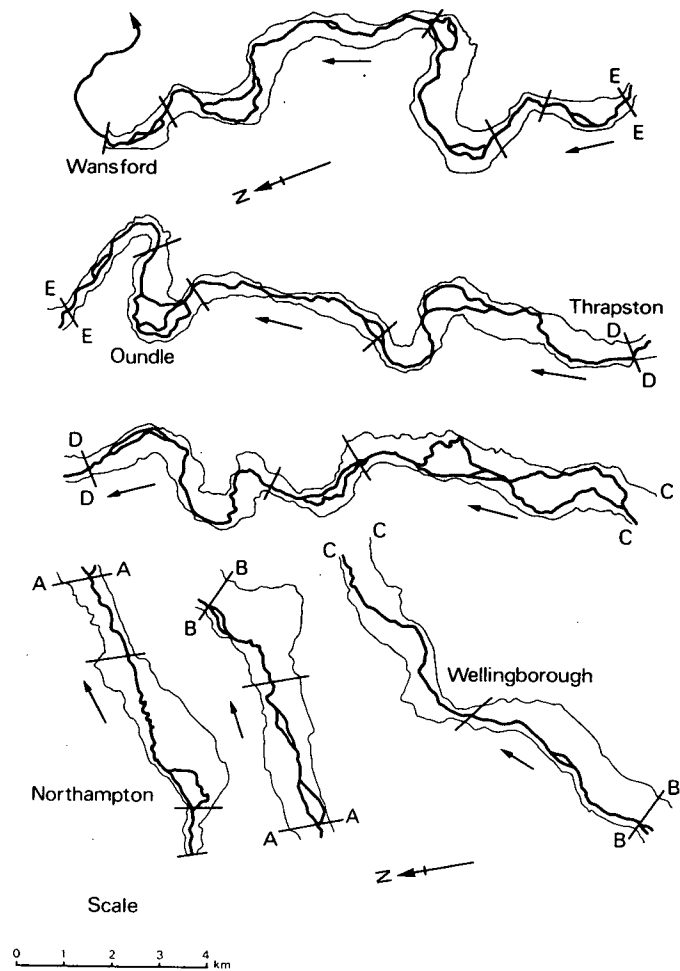 E
E
Wansford
N
E
E
Oundle
Thrapston
D
D
D
D
C
C
A A
B
B
C C
Wellingborough
Northampton
A A
B
B
N
Scale
0 1 2 3 4 km